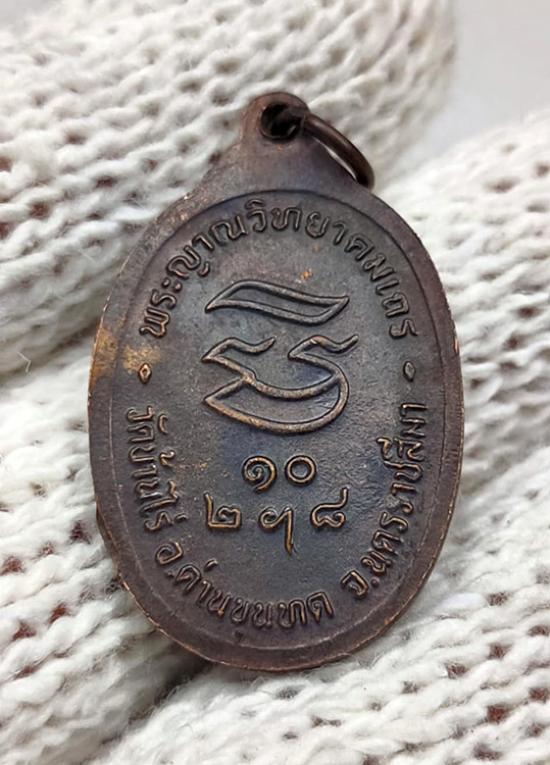 พระญาณวิทยาคมเถร
๑๐
๒ ฯ ๘
วัดบ้านไร่ อ.ด่านขุนทด จ.นครราชสีมา